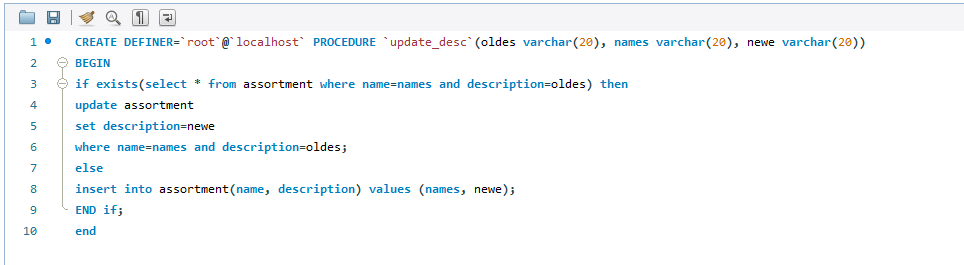 1 CREATE DEFINER=`root`@`localhost` PROCEDURE `update_desc`(oldes varchar(20), names varchar(20), newe varchar(20))
2 BEGIN
3 if exists(select * from assortment where name=names and description=oldes) then
4 update assortment
5 set description=newe
6 where name=names and description=oldes;
7 else
8 insert into assortment(name, description) values (names, newe);
9 END if;
10 end